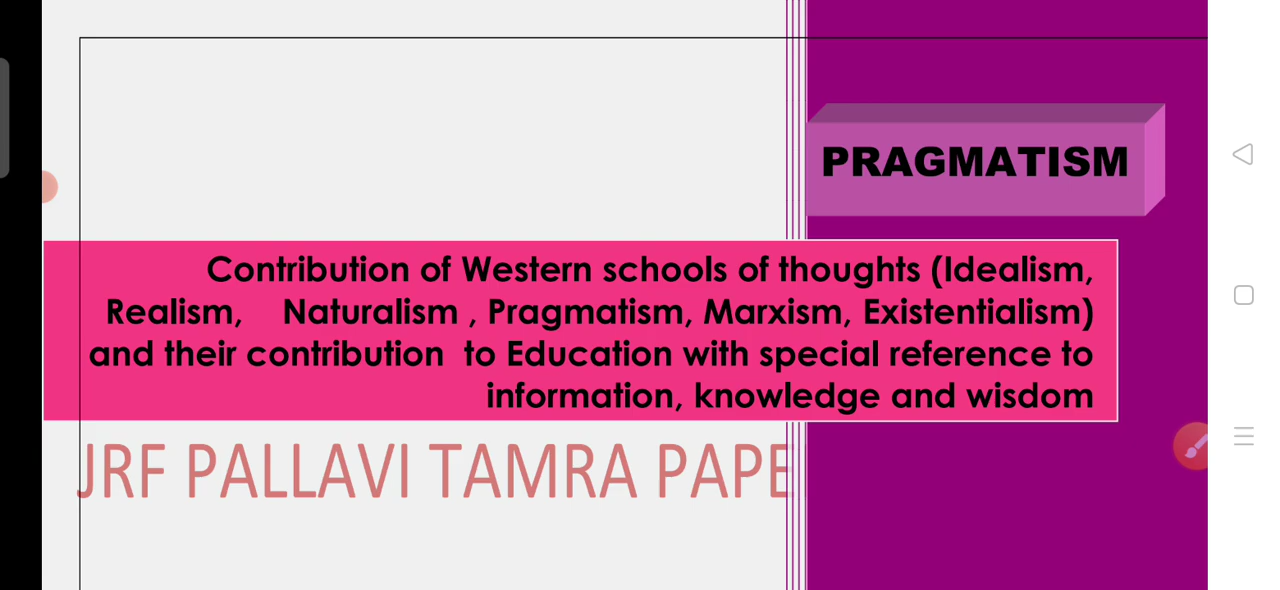 PRAGMATISM
Contribution of Western schools of thoughts (Idealism,
Realism, Naturalism , Pragmatism, Marxism, Existentialism)
and their contribution to Education with special reference to
information, knowledge and wisdom
JRF PALLAVI TAMRA PAPE